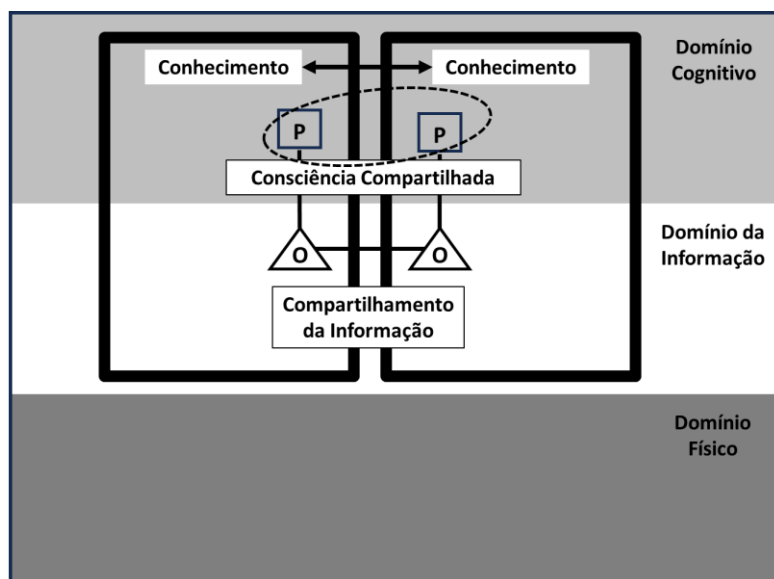 Conhecimento
Conhecimento
Domínio
Cognitivo
P
P
Consciência Compartilhada
Domínio da
Informação
O
O
Compartilhamento
da Informação
Domínio
Físico